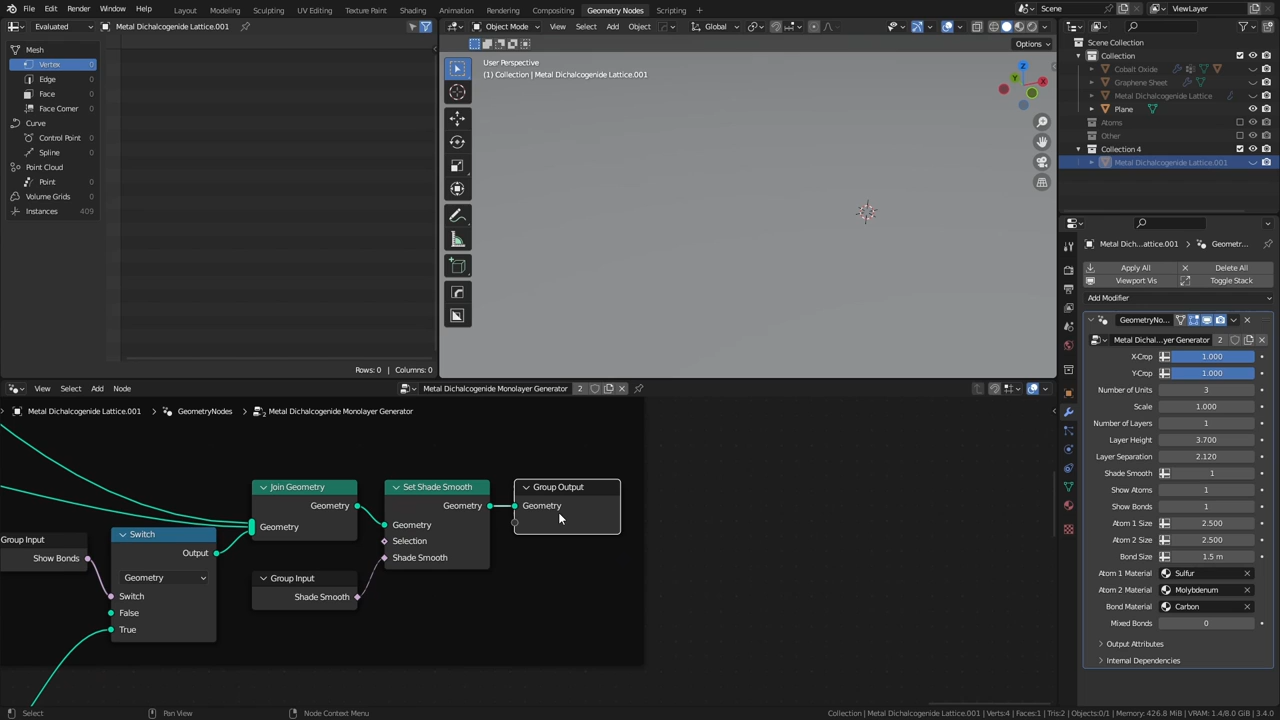 File Edit Render Window Help
Layout Modeling Sculpting UV Editing Texture Paint Shading Animation Rendering Compositing Geometry Nodes Scripting
Scene
ViewLayer
Evaluated
Metal Dichalcogenide Lattice.001
Mesh
Vertex 0
Edge 0
Face 0
Face Corner 0
Curve
Control Point 0
Spline 0
Point Cloud
Point 0
Volume Grids 0
Instances 409
Rows: 0 | Columns: 0
Object Mode View Select Add Object Global
Options
User Perspective
(1) Collection | Metal Dichalcogenide Lattice.001
Z
Y
X
Scene Collection
Collection
Cobalt Oxide
Graphene Sheet
Metal Dichalcogenide Lattice
Plane
Atoms
Other
Collection 4
Metal Dichalcogenide Lattice.001
Metal Dich...attice.001 > Geometr...
Apply All Delete All
Viewport Vis Toggle Stack
Add Modifier
GeometryNo...
Metal Dichal...yer Generator 2
X-Crop 1.000
Y-Crop 1.000
Number of Units 3
Scale 1.000
Number of Layers 1
Layer Height 3.700
Layer Separation 2.120
Shade Smooth 1
Show Atoms 1
Show Bonds 1
Atom 1 Size 2.500
Atom 2 Size 2.500
Bond Size 1.5 m
Atom 1 Material Sulfur
Atom 2 Material Molybdenum
Bond Material Carbon
Mixed Bonds 0
Output Attributes
Internal Dependencies
View Select Add Node
Metal Dichalcogenide Monolayer Generator 2
Metal Dichalcogenide Lattice.001 > GeometryNodes > Metal Dichalcogenide Monolayer Generator
Group Input
Show Bonds
Switch
Output
Geometry
Switch
False
True
Join Geometry
Geometry
Geometry
Group Input
Shade Smooth
Set Shade Smooth
Geometry
Geometry
Selection
Shade Smooth
Group Output
Geometry
Select
Pan View
Node Context Menu
Collection | Metal Dichalcogenide Lattice.001 | Verts:4 | Faces:1 | Tris:2 | Objects:0/1 | Memory: 426.8 MiB | VRAM: 1.4/8.0 GiB | 3.4.0